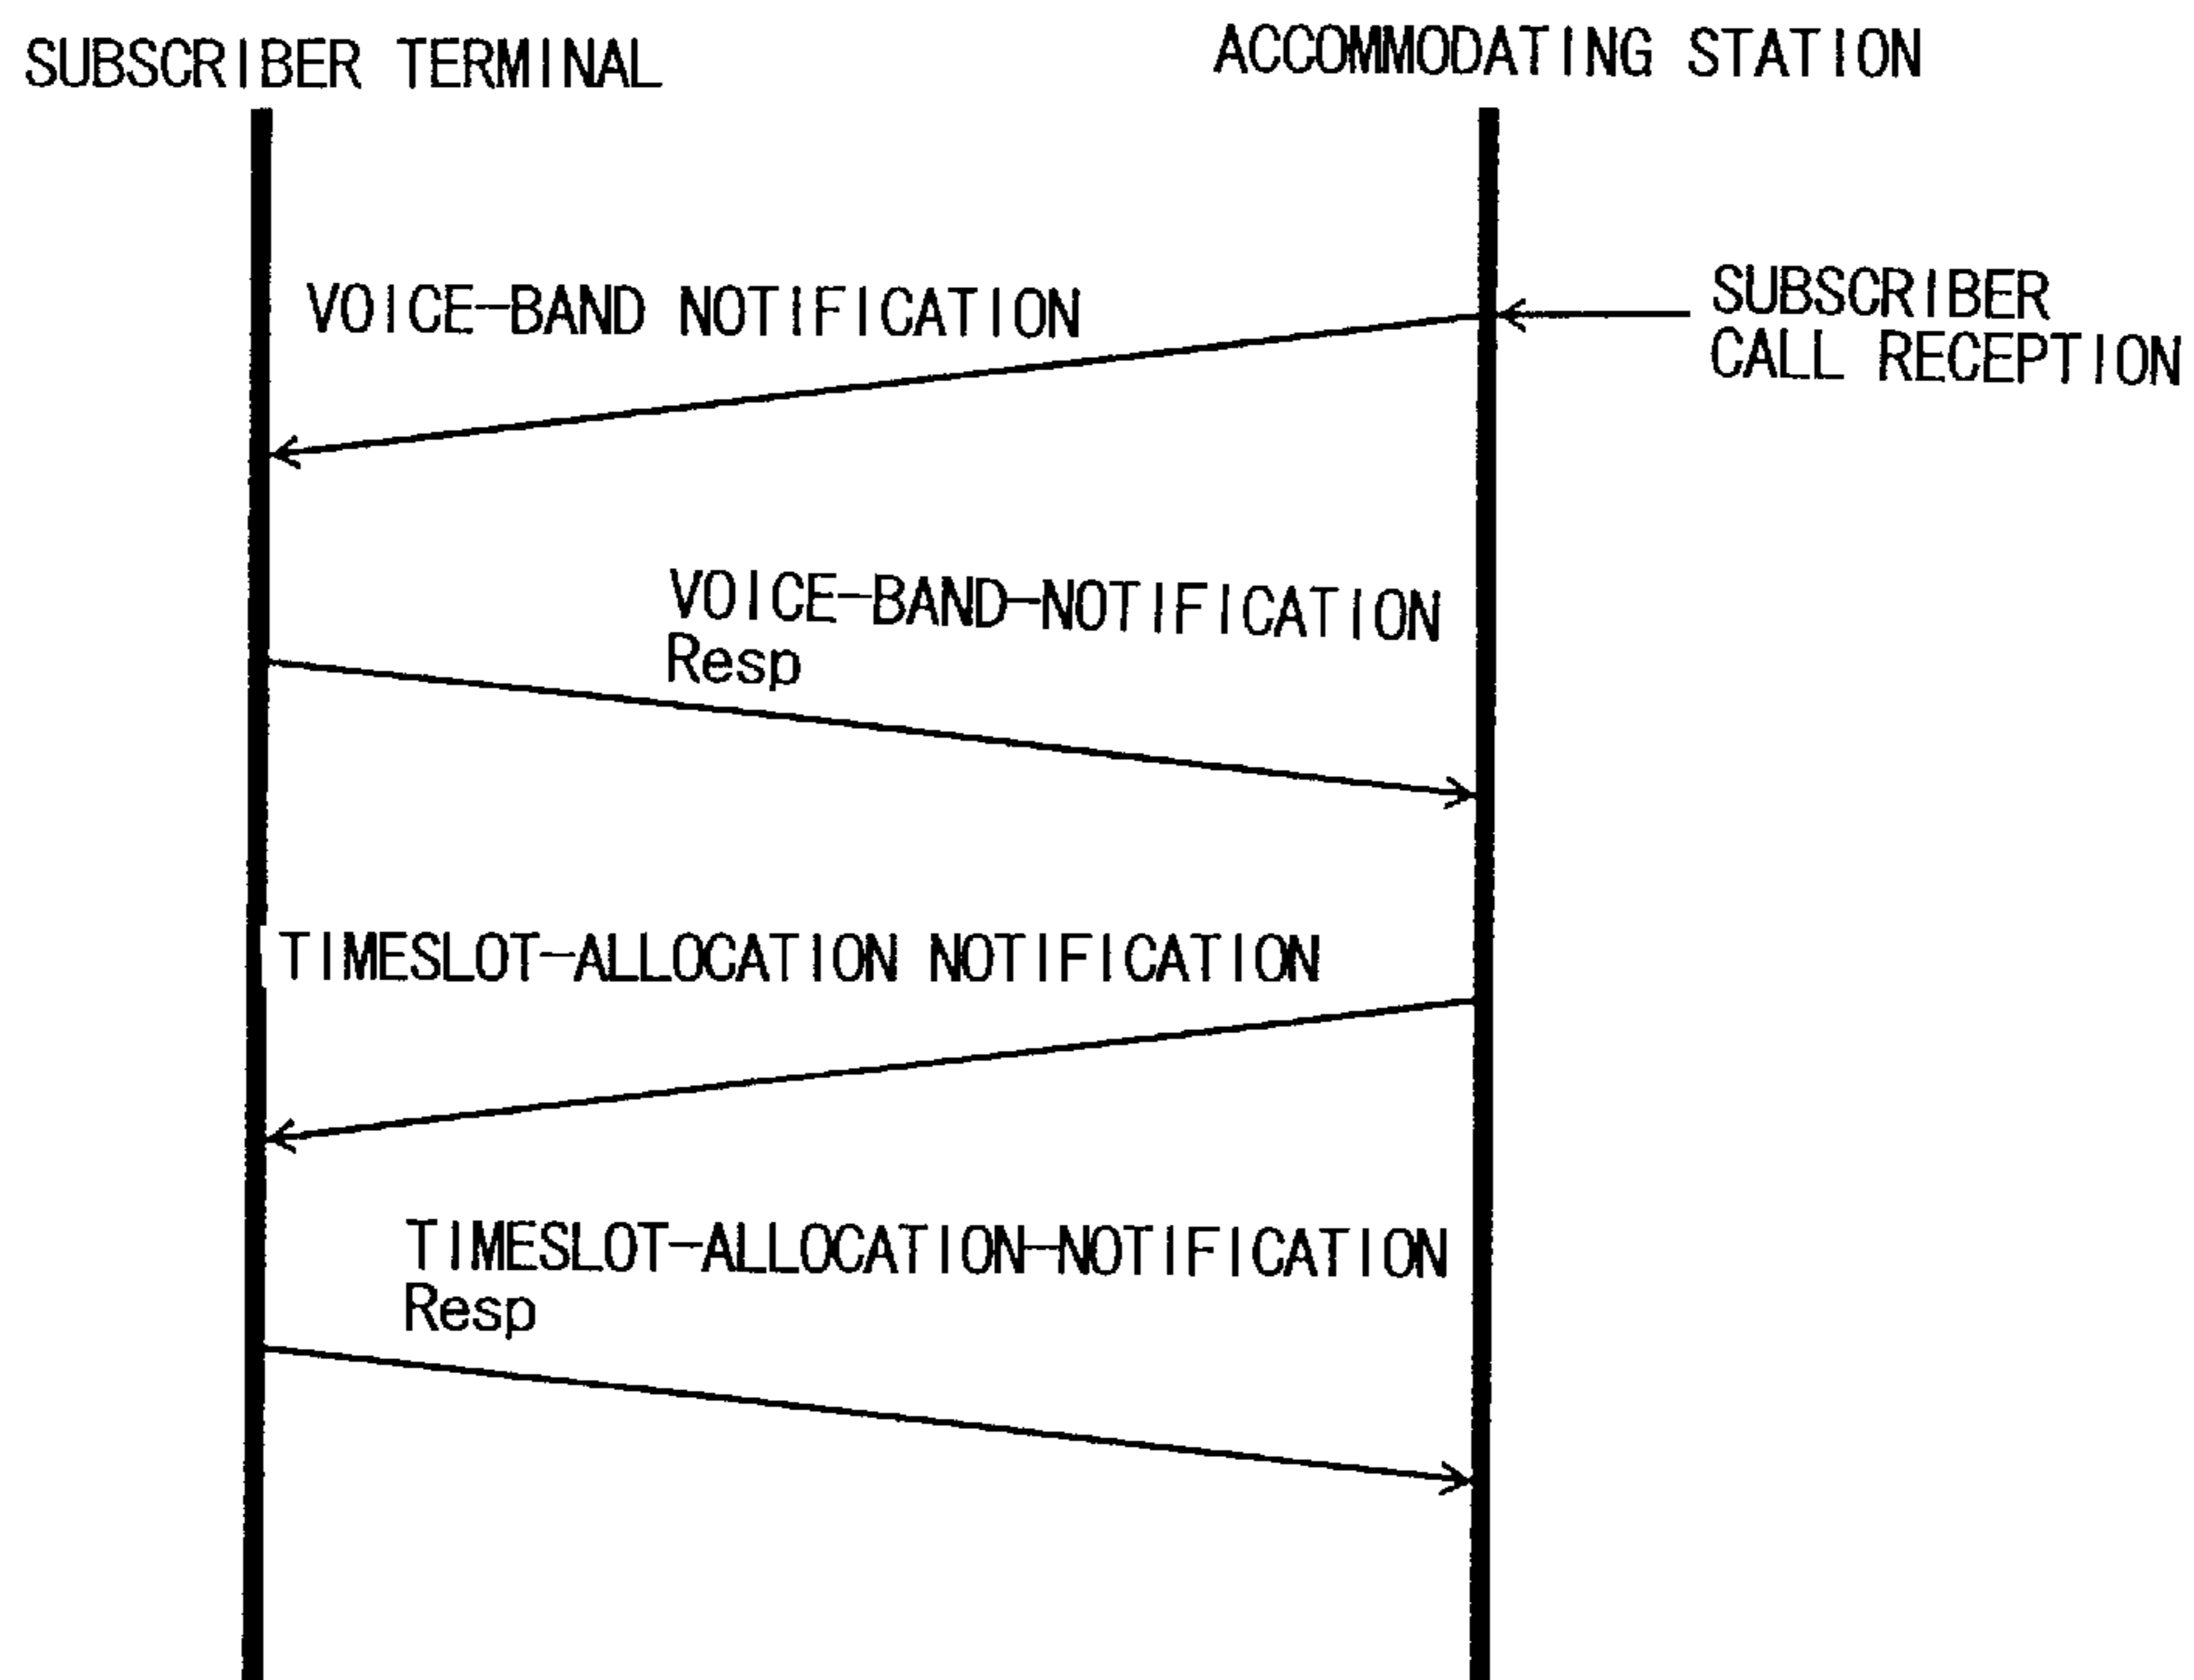 SUBSCRIBER TERMINAL
ACCOMMODATING STATION
VOICE-BAND NOTIFICATION
SUBSCRIBER
CALL RECEPTION
VOICE-BAND-NOTIFICATION
Resp
TIMESLOT-ALLOCATION NOTIFICATION
TIMESLOT-ALLOCATION-NOTIFICATION
Resp